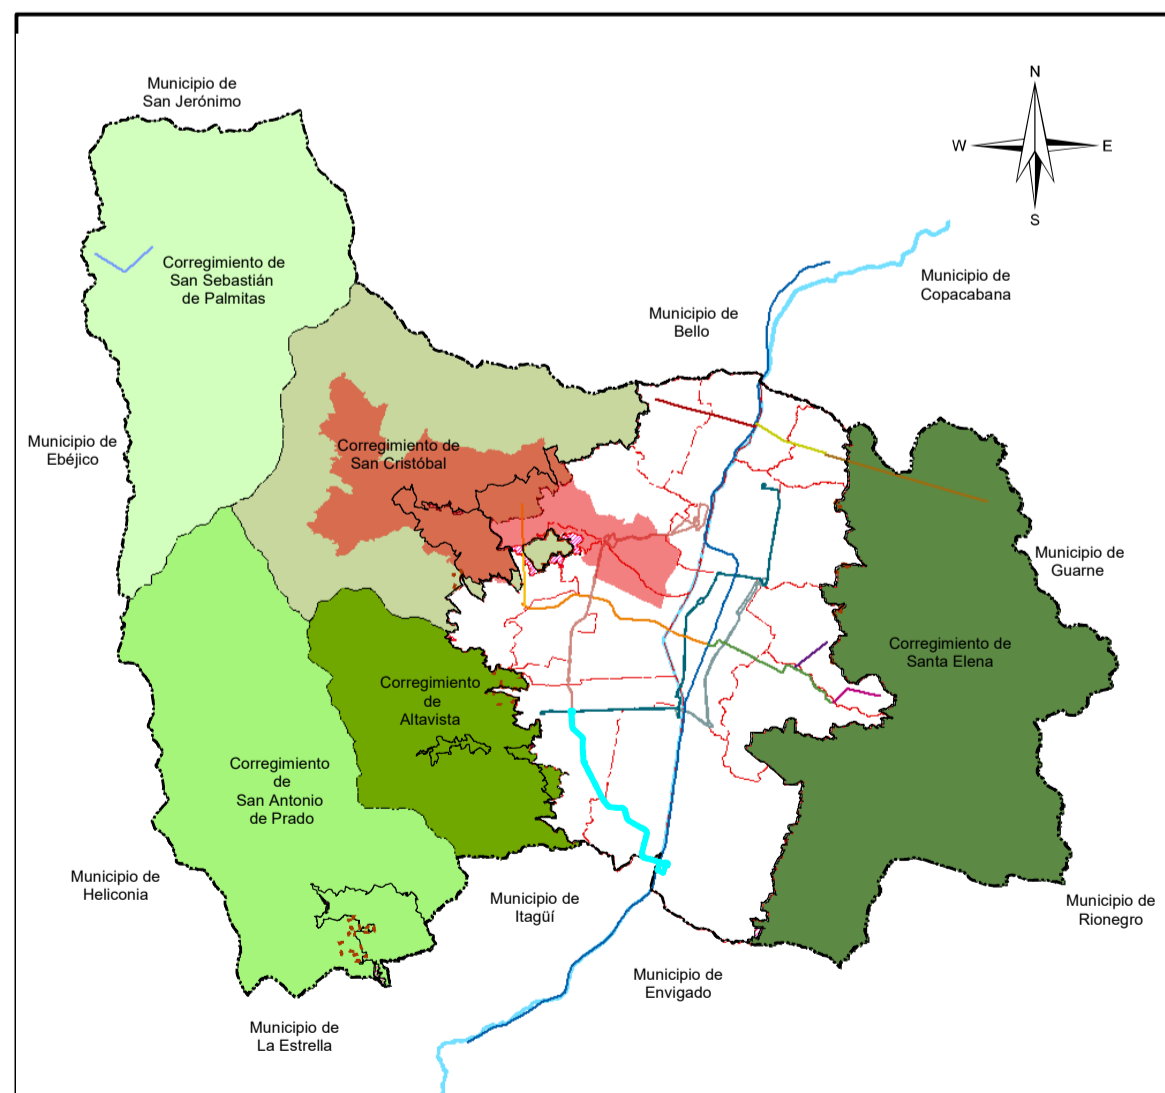 N
W
E
S
Municipio de
San Jerónimo
Corregimiento de
San Sebastián
de Palmitas
Municipio de
Copacabana
Municipio de
Bello
Municipio de
Ebéjico
Corregimiento de
San Cristóbal
Municipio de
Guarne
Corregimiento de
Santa Elena
Corregimiento
de
Altavista
Corregimiento
de
San Antonio
de Prado
Municipio de
Heliconia
Municipio de
Itagüí
Municipio de
Rionegro
Municipio de
Envigado
Municipio de
La Estrella